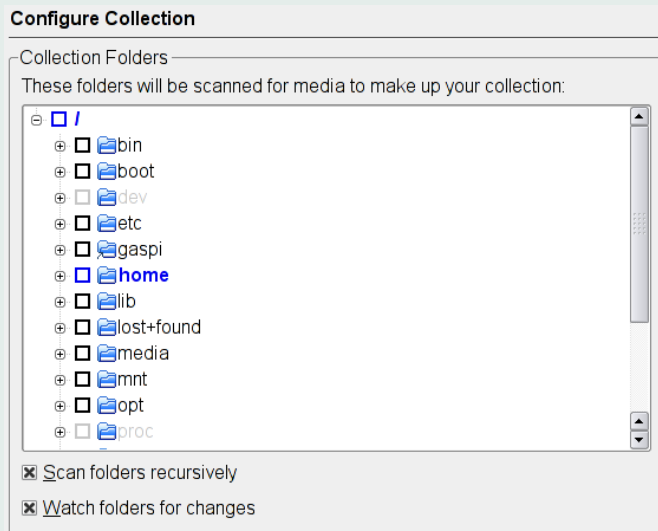 Configure Collection
Collection Folders
These folders will be scanned for media to make up your collection:
/
bin
boot
dev
etc
gaspi
home
lib
lost+found
media
mnt
opt
proc
Scan folders recursively
Watch folders for changes